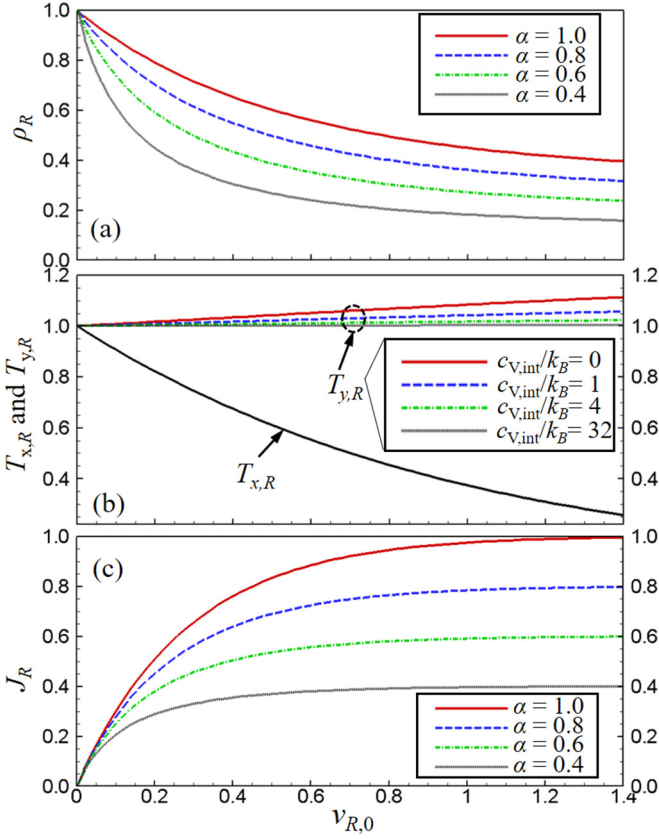 1.0
0.8
0.6
0.4
0.2
0.0
ρR
(a)
α = 1.0
α = 0.8
α = 0.6
α = 0.4
1.2
1.0
0.8
0.6
0.4
1.2
1.0
0.8
0.6
0.4
Tx,R and Ty,R
(b)
Ty,R
Tx,R
cV,int/kB= 0
cV,int/kB= 1
cV,int/kB= 4
cV,int/kB= 32
1.0
0.8
0.6
0.4
0.2
0.0
1.0
0.8
0.6
0.4
0.2
0.0
JR
(c)
α = 1.0
α = 0.8
α = 0.6
α = 0.4
0.0 0.2 0.4 0.6 0.8 1.0 1.2 1.4
vR,0